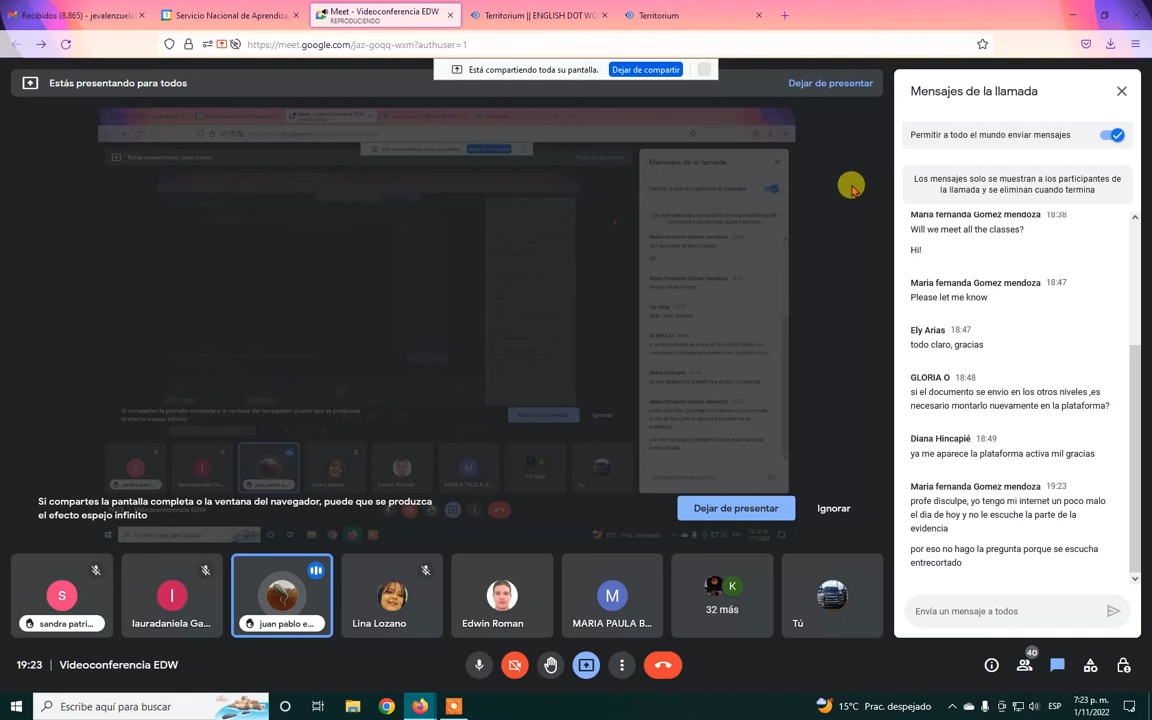 Recibidos (8.865) - jevalenzuela
Servicio Nacional de Aprendizaj
Meet - Videoconferencia EDW
REPRODUCIENDO
Territorium || ENGLISH DOT WO
Territorium
https://meet.google.com/jaz-goqq-wxm?authuser=1
Está compartiendo toda su pantalla.
Dejar de compartir
Estás presentando para todos
Dejar de presentar
Mensajes de la llamada
Permitir a todo el mundo enviar mensajes
Los mensajes solo se muestran a los participantes de
la llamada y se eliminan cuando termina
Maria fernanda Gomez mendoza 18:38
Will we meet all the classes?
Hi!
Maria fernanda Gomez mendoza 18:47
Please let me know
Ely Arias 18:47
todo claro, gracias
GLORIA O 18:48
si el documento se envio en los otros niveles ,es
necesario montarlo nuevamente en la plataforma?
Diana Hincapié 18:49
ya me aparece la plataforma activa mil gracias
Maria fernanda Gomez mendoza 19:23
profe disculpe, yo tengo mi internet un poco malo
el dia de hoy y no le escuche la parte de la
evidencia
por eso no hago la pregunta porque se escucha
entrecortado
Envía un mensaje a todos
Si compartes la pantalla completa o la ventana del navegador, puede que se produzca
el efecto espejo infinito
Dejar de presentar
Ignorar
s
sandra patri...
l
lauradaniela Ga...
juan pablo e...
Lina Lozano
Edwin Roman
M
MARIA PAULA B...
K
32 más
Tú
19:23 Videoconferencia EDW
40
Escribe aquí para buscar
15°C Prac. despejado
ESP
7:23 p. m.
1/11/2022